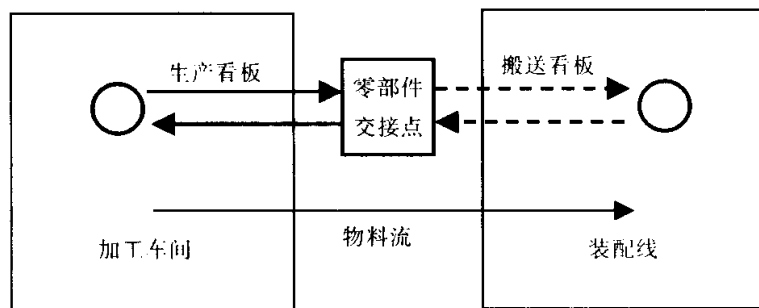 生产看板
搬送看板
零部件
交接点
加工车间
物料流
装配线